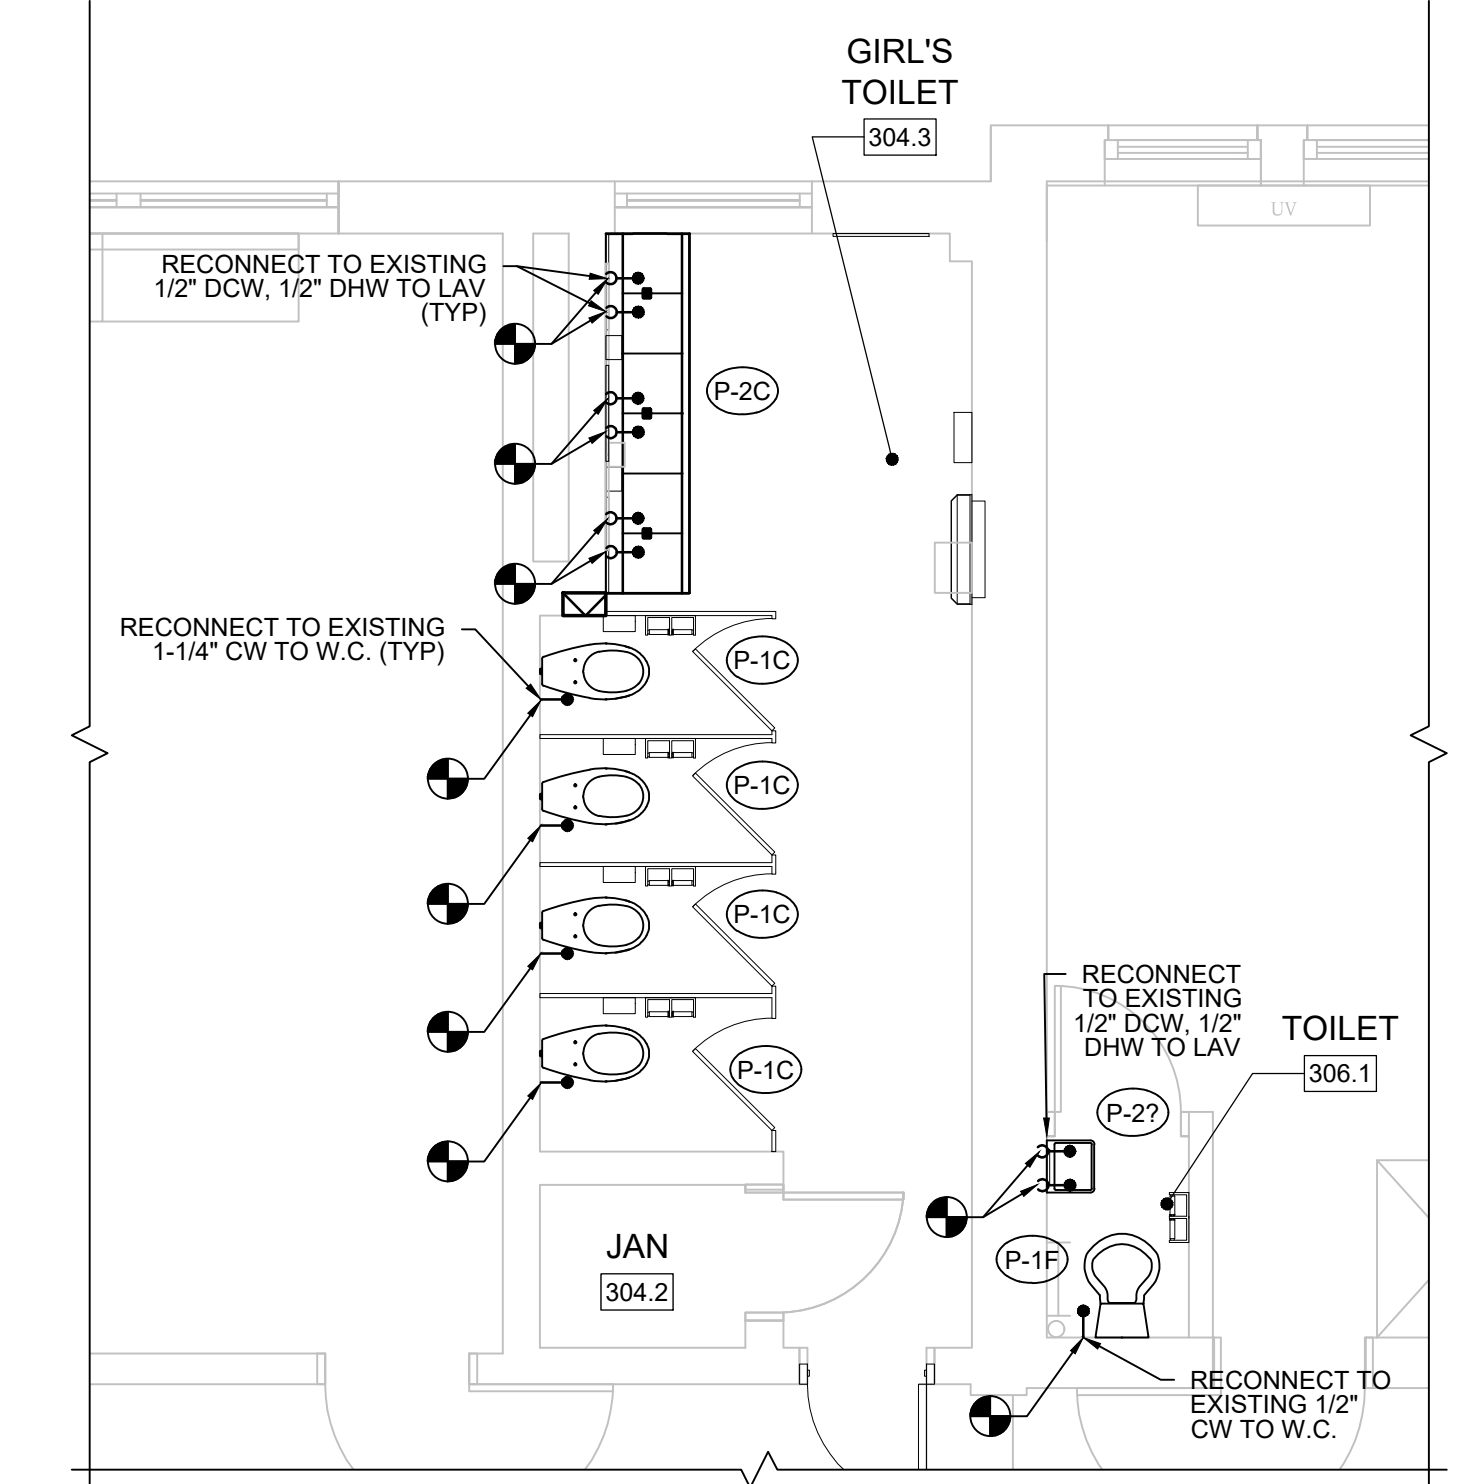 GIRL'S
TOILET
304.3
UV
RECONNECT TO EXISTING
1/2" DCW, 1/2" DHW TO LAV
(TYP)
P-2C
RECONNECT TO EXISTING
1-1/4" CW TO W.C. (TYP)
P-1C
P-1C
P-1C
P-1C
RECONNECT
TO EXISTING
1/2" DCW, 1/2"
DHW TO LAV
TOILET
306.1
P-2?
JAN
304.2
P-1F
RECONNECT TO
EXISTING 1/2"
CW TO W.C.